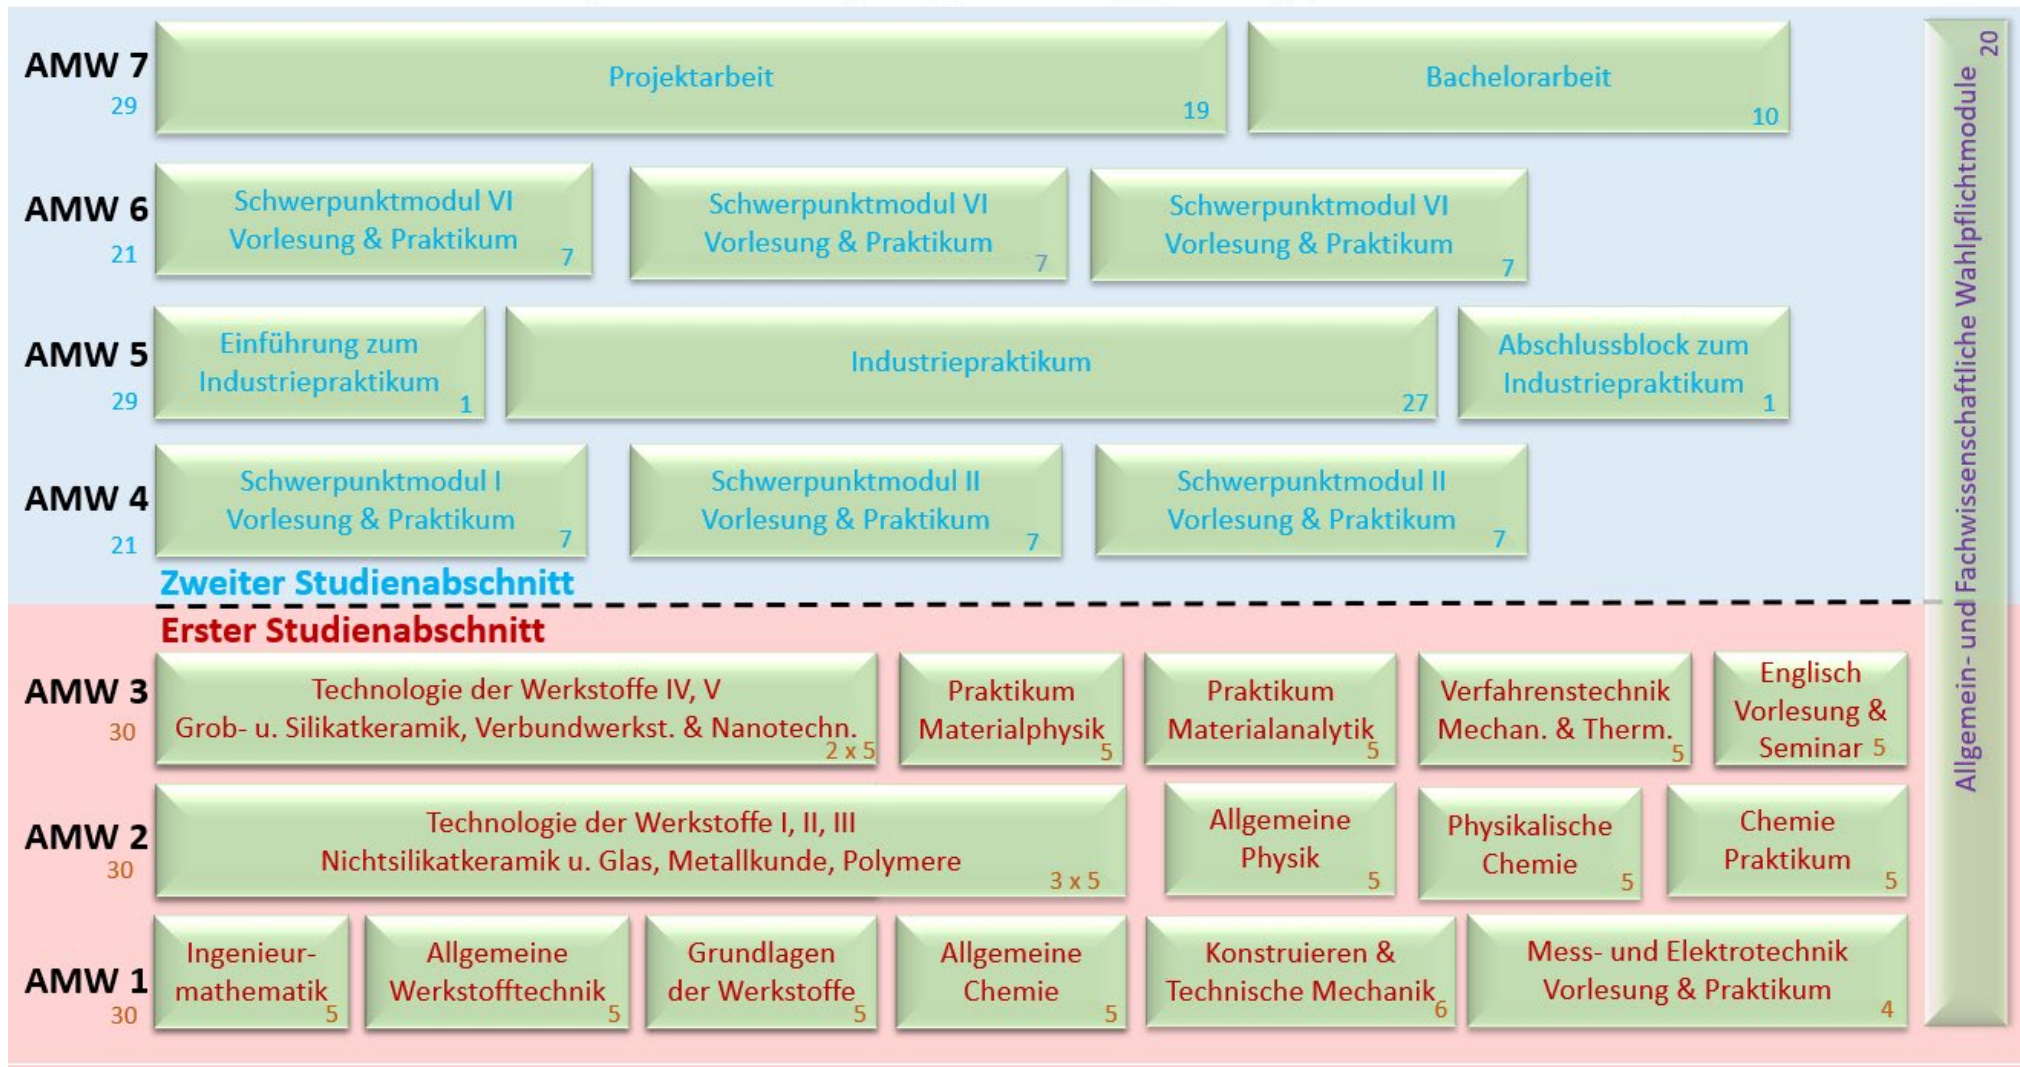 AMW 7
29
Projektarbeit
19
Bachelorarbeit
10
AMW 6
21
Schwerpunktmodul VI
Vorlesung & Praktikum
7
Schwerpunktmodul VI
Vorlesung & Praktikum
7
Schwerpunktmodul VI
Vorlesung & Praktikum
7
AMW 5
29
Einführung zum
Industriepraktikum
1
Industriepraktikum
27
Abschlussblock zum
Industriepraktikum
1
AMW 4
21
Schwerpunktmodul I
Vorlesung & Praktikum
7
Schwerpunktmodul II
Vorlesung & Praktikum
7
Schwerpunktmodul II
Vorlesung & Praktikum
7
Zweiter Studienabschnitt
Erster Studienabschnitt
AMW 3
30
Technologie der Werkstoffe IV, V
Grob- u. Silikatkeramik, Verbundwerkst. & Nanotechn.
2 x 5
Praktikum
Materialphysik
5
Praktikum
Materialanalytik
5
Verfahrenstechnik
Mechan. & Therm.
5
Englisch
Vorlesung &
Seminar 5
AMW 2
30
Technologie der Werkstoffe I, II, III
Nichtsilikatkeramik u. Glas, Metallkunde, Polymere
3 x 5
Allgemeine
Physik
5
Physikalische
Chemie
5
Chemie
Praktikum
5
AMW 1
30
Ingenieur-
mathematik
5
Allgemeine
Werkstofftechnik
5
Grundlagen
der Werkstoffe
5
Allgemeine
Chemie
5
Konstruieren &
Technische Mechanik
6
Mess- und Elektrotechnik
Vorlesung & Praktikum
4
Allgemein- und Fachwissenschaftliche Wahlpflichtmodule
20